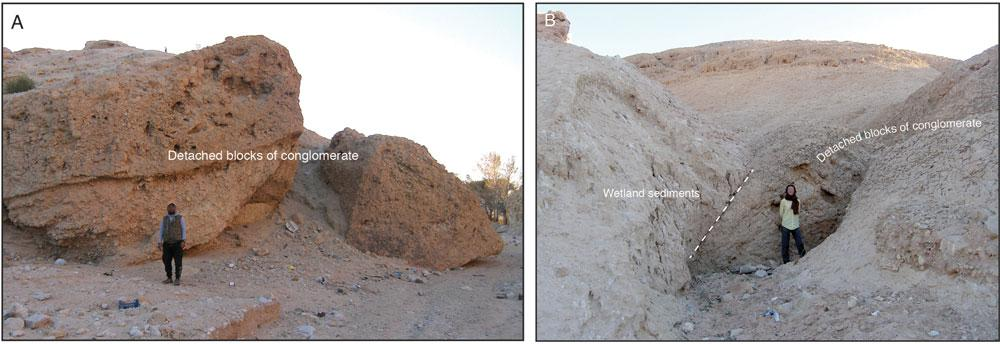 A
Detached blocks of conglomerate
B
Detached blocks of conglomerate
Wetland sediments